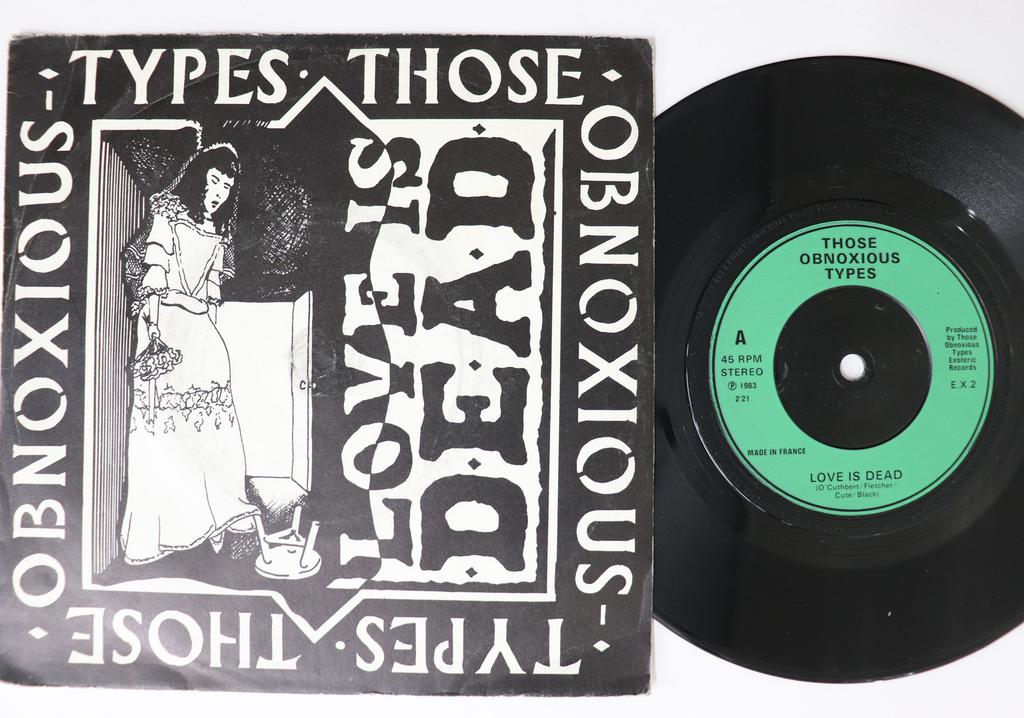 TYPES · THOSE
OBNOXIOUS
TYPES · THOSE
OBNOXIOUS
LOVE IS
DEAD
THOSE
OBNOXIOUS
TYPES
A
45 RPM
STEREO
℗ 1983
2'21
Produced
by Those
Obnoxious
Types
Exoteric
Records
E.X.2
MADE IN FRANCE
LOVE IS DEAD
(O'Cuthbert/Fletcher/
Cute/Black)